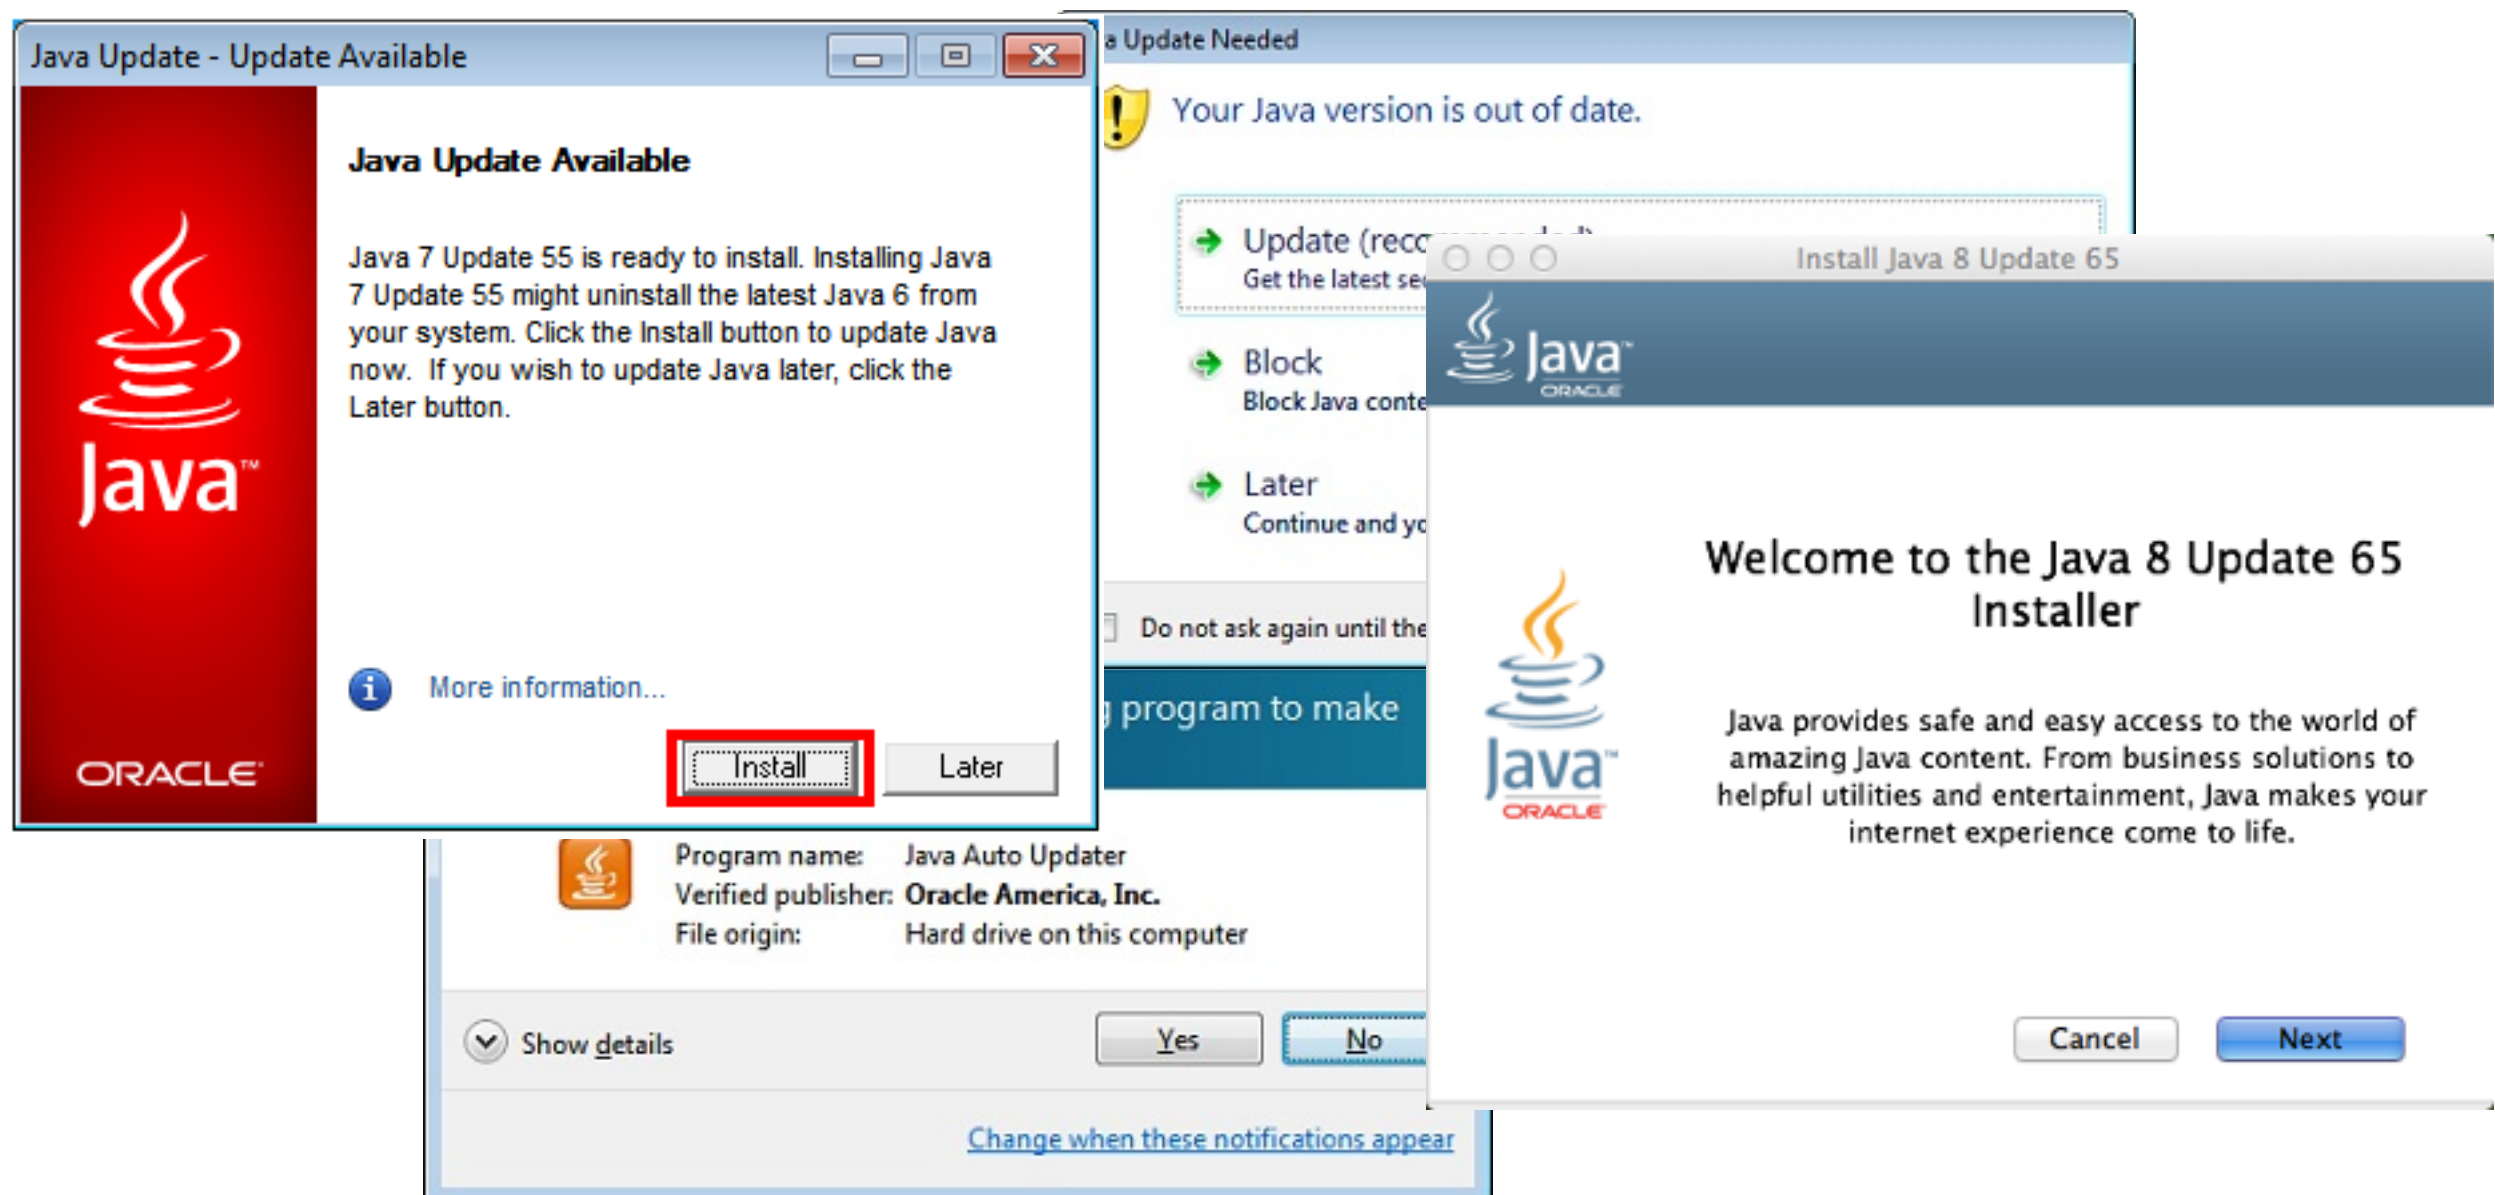 Java Update - Update Available
Java Update Available
Java 7 Update 55 is ready to install. Installing Java
7 Update 55 might uninstall the latest Java 6 from
your system. Click the Install button to update Java
now. If you wish to update Java later, click the
Later button.
Java™
ORACLE
More information...
Install
Later
a Update Needed
Your Java version is out of date.
Update (recommended)
Get the latest
Block
Block Java
Later
Continue and
Do not ask again until the
program to make
Program name: Java Auto Updater
Verified publisher: Oracle America, Inc.
File origin: Hard drive on this computer
Show details
Yes
No
Change when these notifications appear
Install Java 8 Update 65
Java™
ORACLE
Welcome to the Java 8 Update 65
Installer
Java™
ORACLE
Java provides safe and easy access to the world of
amazing Java content. From business solutions to
helpful utilities and entertainment, Java makes your
internet experience come to life.
Cancel
Next